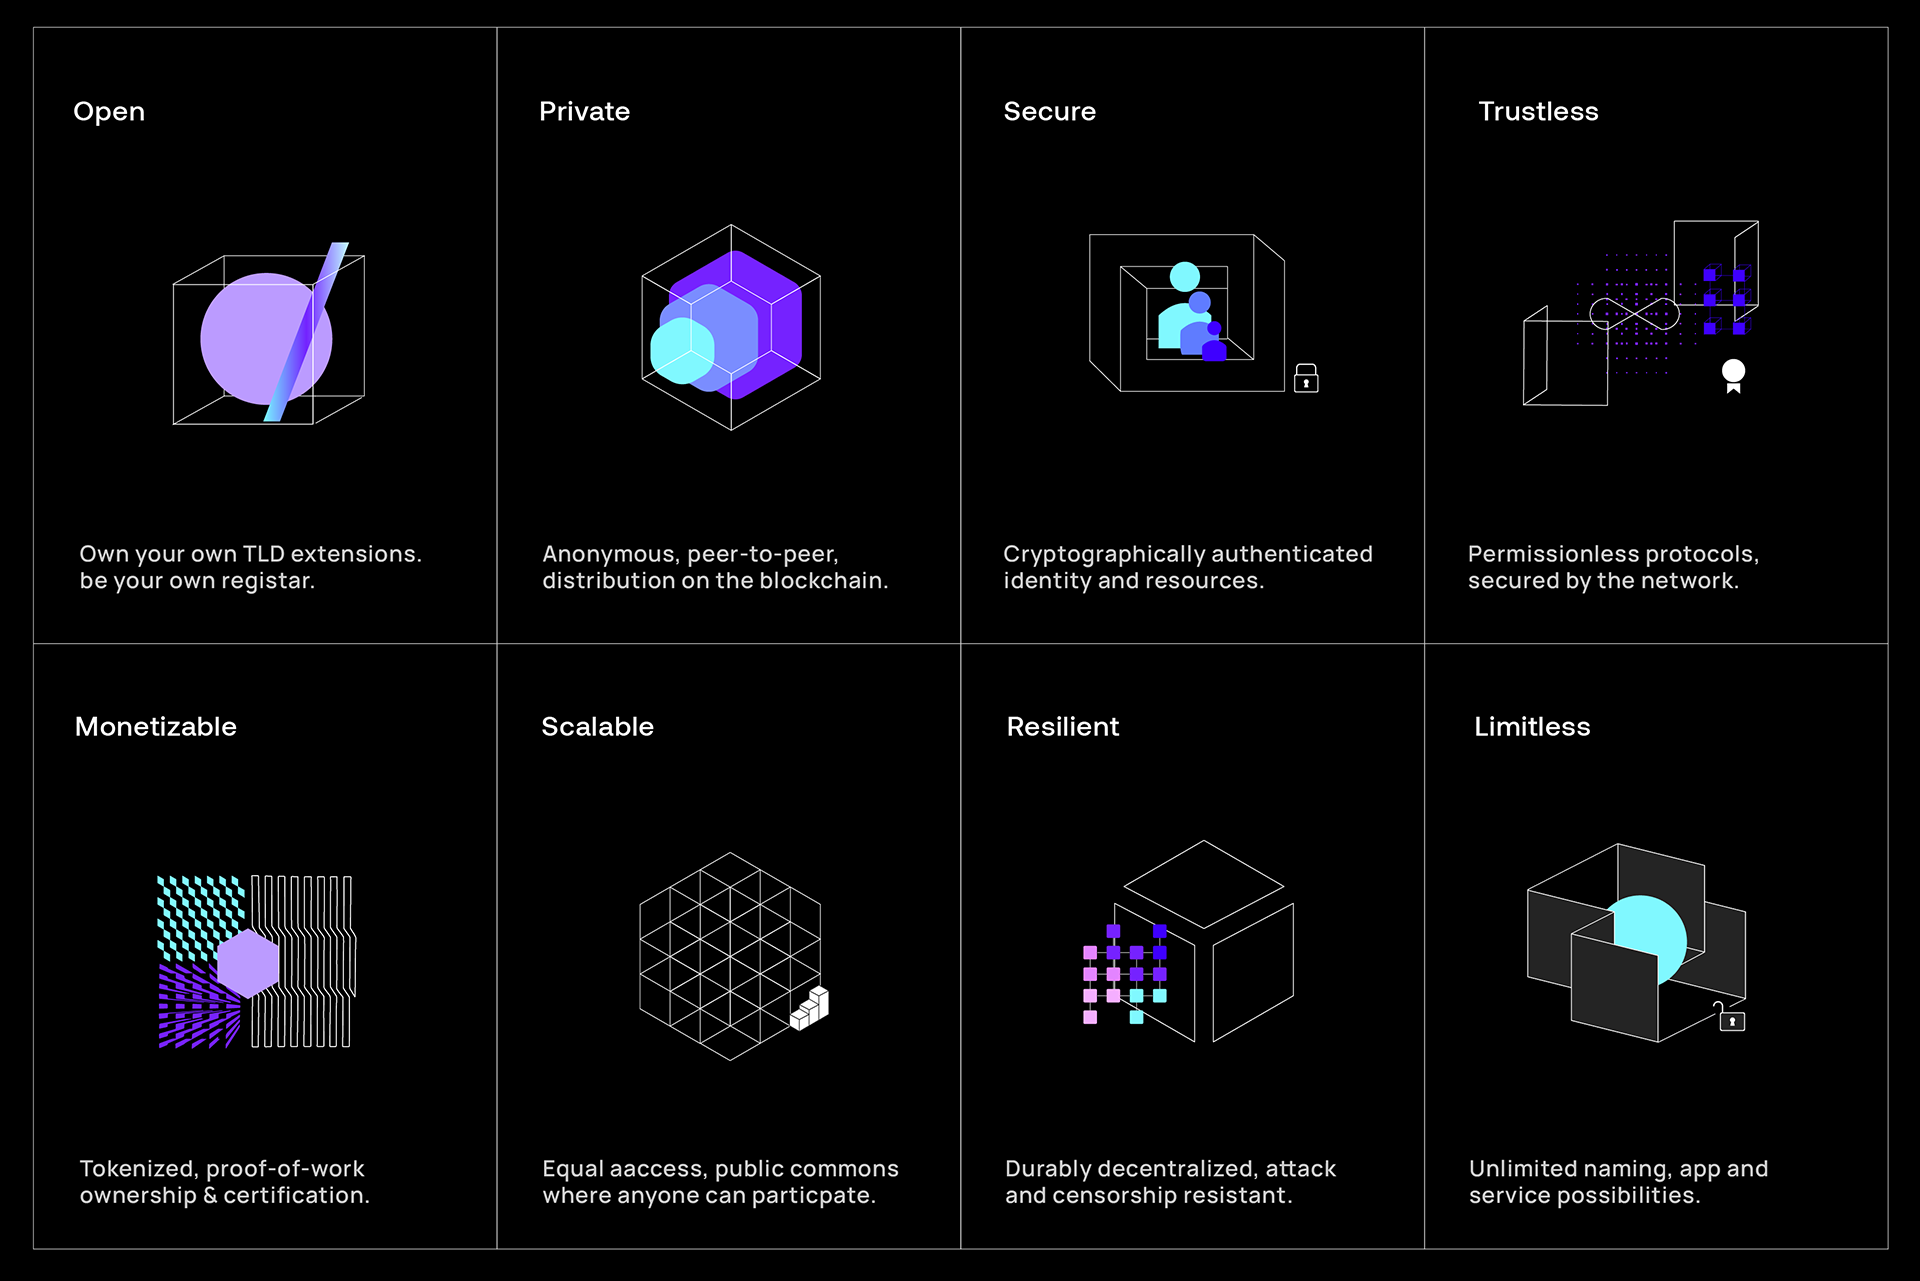 Open
Own your own TLD extensions.
be your own registar.
Private
Anonymous, peer-to-peer,
distribution on the blockchain.
Secure
Cryptographically authenticated
identity and resources.
Trustless
Permissionless protocols,
secured by the network.
Monetizable
Tokenized, proof-of-work
ownership & certification.
Scalable
Equal aaccess, public commons
where anyone can particpate.
Resilient
Durably decentralized, attack
and censorship resistant.
Limitless
Unlimited naming, app and
service possibilities.